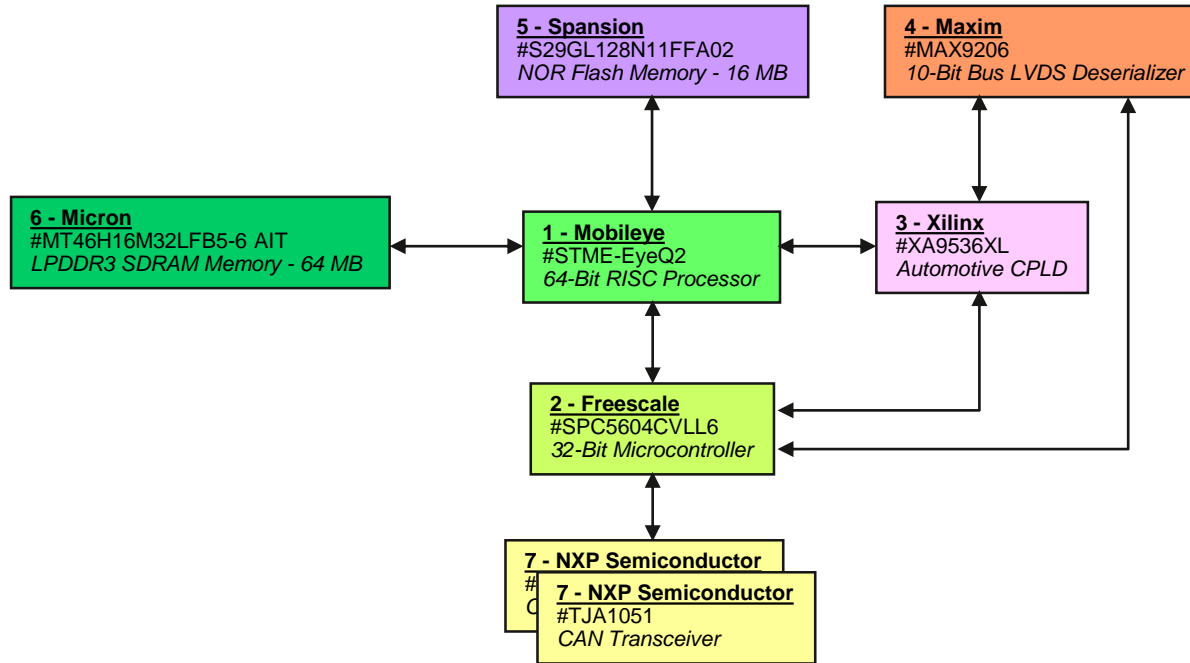 5 - Spansion
#S29GL128N11FFA02
NOR Flash Memory - 16 MB
4 - Maxim
#MAX9206
10-Bit Bus LVDS Deserializer
6 - Micron
#MT46H16M32LFB5-6 AIT
LPDDR3 SDRAM Memory - 64 MB
1 - Mobileye
#STME-EyeQ2
64-Bit RISC Processor
3 - Xilinx
#XA9536XL
Automotive CPLD
2 - Freescale
#SPC5604CVLL6
32-Bit Microcontroller
7 - NXP Semiconductor
7 - NXP Semiconductor
#TJA1051
CAN Transceiver